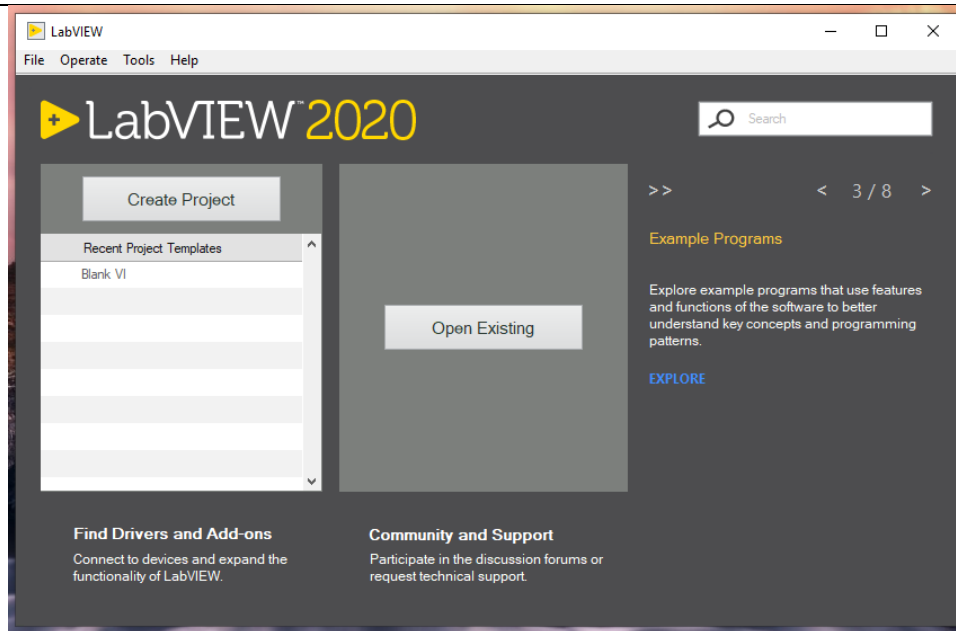 LabVIEW
File Operate Tools Help
LabVIEW™ 2020
Search
Create Project
Recent Project Templates
Blank VI
Open Existing
>> < 3 / 8 >
Example Programs
Explore example programs that use features
and functions of the software to better
understand key concepts and programming
patterns.
EXPLORE
Find Drivers and Add-ons
Connect to devices and expand the
functionality of LabVIEW.
Community and Support
Participate in the discussion forums or
request technical support.